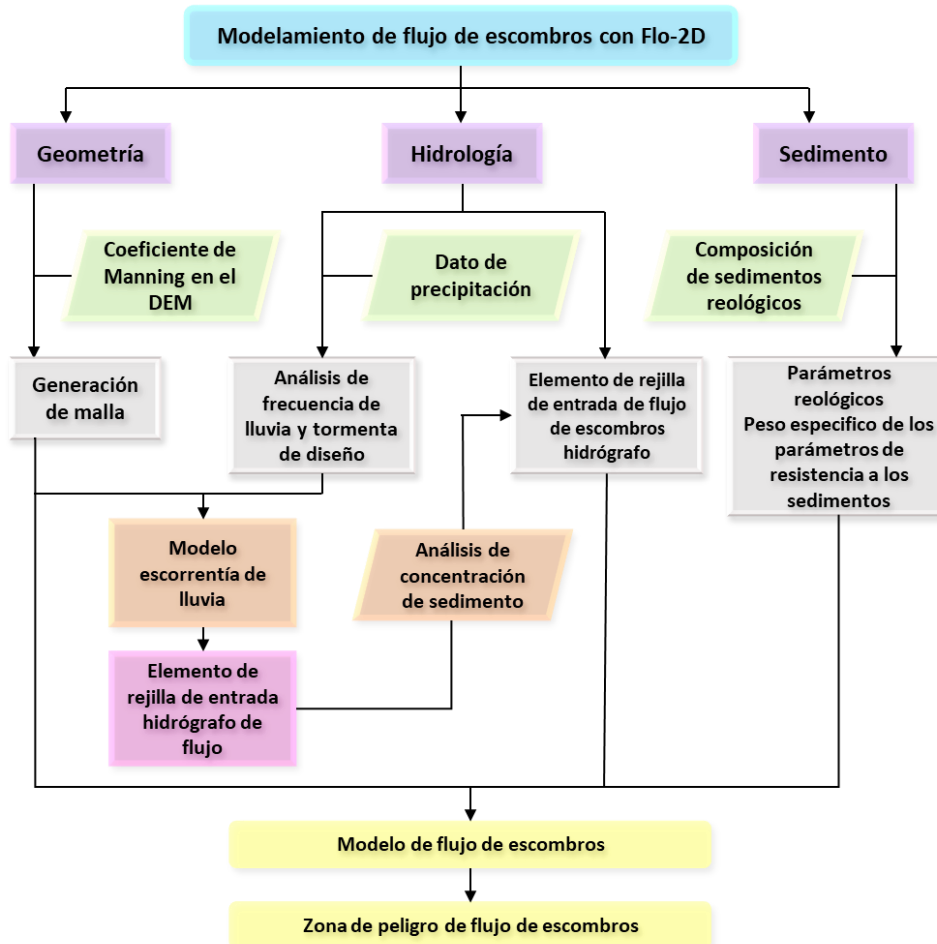 Modelamiento de flujo de escombros con Flo-2D
Geometría
Hidrología
Sedimento
Coeficiente de
Manning en el
DEM
Dato de
precipitación
Composición
de sedimentos
reológicos
Generación
de malla
Análisis de
frecuencia de
lluvia y tormenta
de diseño
Elemento de rejilla
de entrada de flujo
de escombros
hidrógrafo
Parámetros
reológicos
Peso especifico de los
parámetros de
resistencia a los
sedimentos
Modelo
escorrentía de
lluvia
Análisis de
concentración
de sedimento
Elemento de
rejilla de entrada
hidrógrafo de
flujo
Modelo de flujo de escombros
Zona de peligro de flujo de escombros